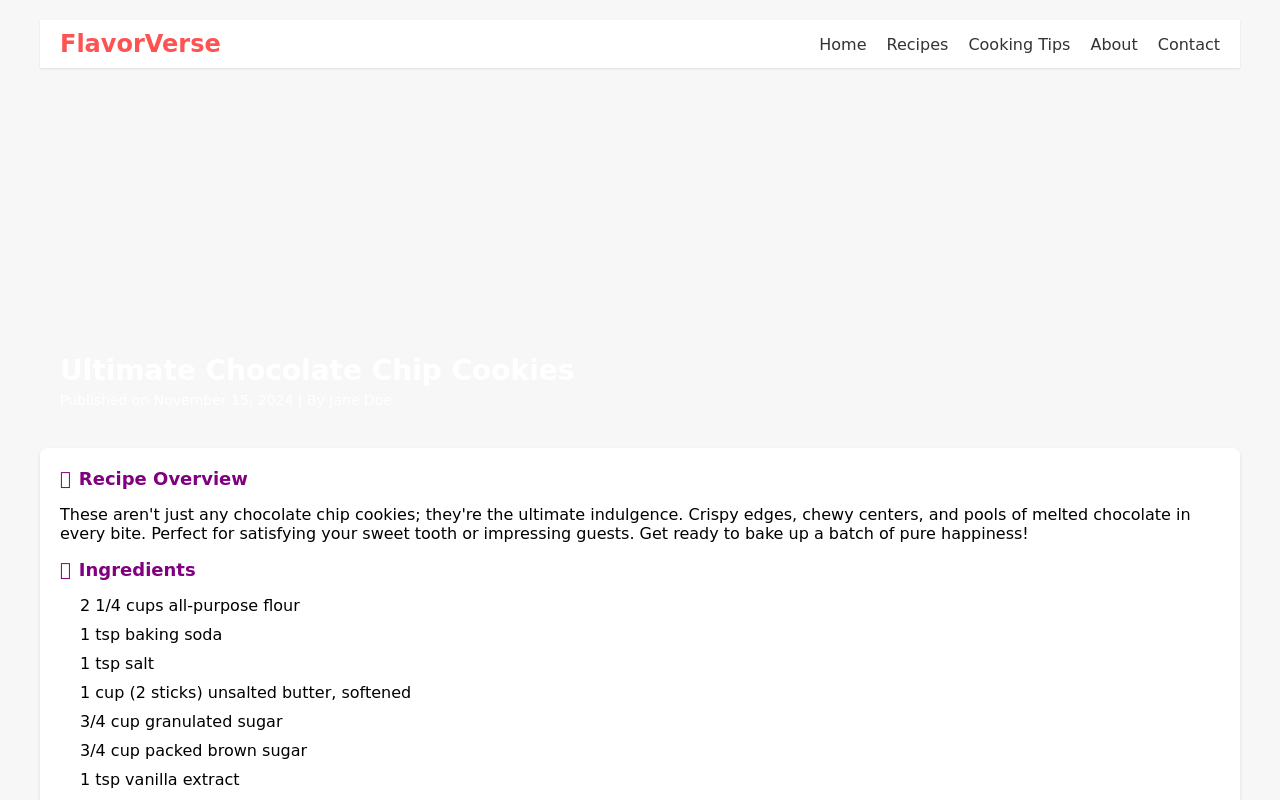 FlavorVerse
Home Recipes Cooking Tips About Contact
Ultimate Chocolate Chip Cookies
Published on November 15, 2024 | By Jane Doe
Recipe Overview
These aren't just any chocolate chip cookies; they're the ultimate indulgence. Crispy edges, chewy centers, and pools of melted chocolate in
every bite. Perfect for satisfying your sweet tooth or impressing guests. Get ready to bake up a batch of pure happiness!
Ingredients
2 1/4 cups all-purpose flour
1 tsp baking soda
1 tsp salt
1 cup (2 sticks) unsalted butter, softened
3/4 cup granulated sugar
3/4 cup packed brown sugar
1 tsp vanilla extract